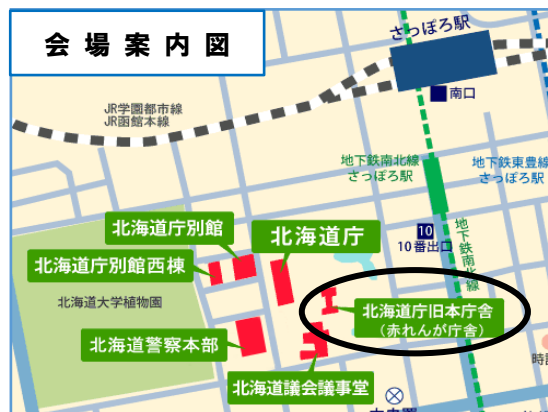 会場案内図
さっぽろ駅
南口
JR学園都市線
JR函館本線
地下鉄南北線
さっぽろ駅
地下鉄東豊線
さっぽろ駅
10
10番出口
地下鉄南北線
北海道庁別館
北海道庁
北海道庁別館西棟
北海道大学植物園
北海道庁旧本庁舎
（赤れんが庁舎）
北海道警察本部
北海道議会議事堂